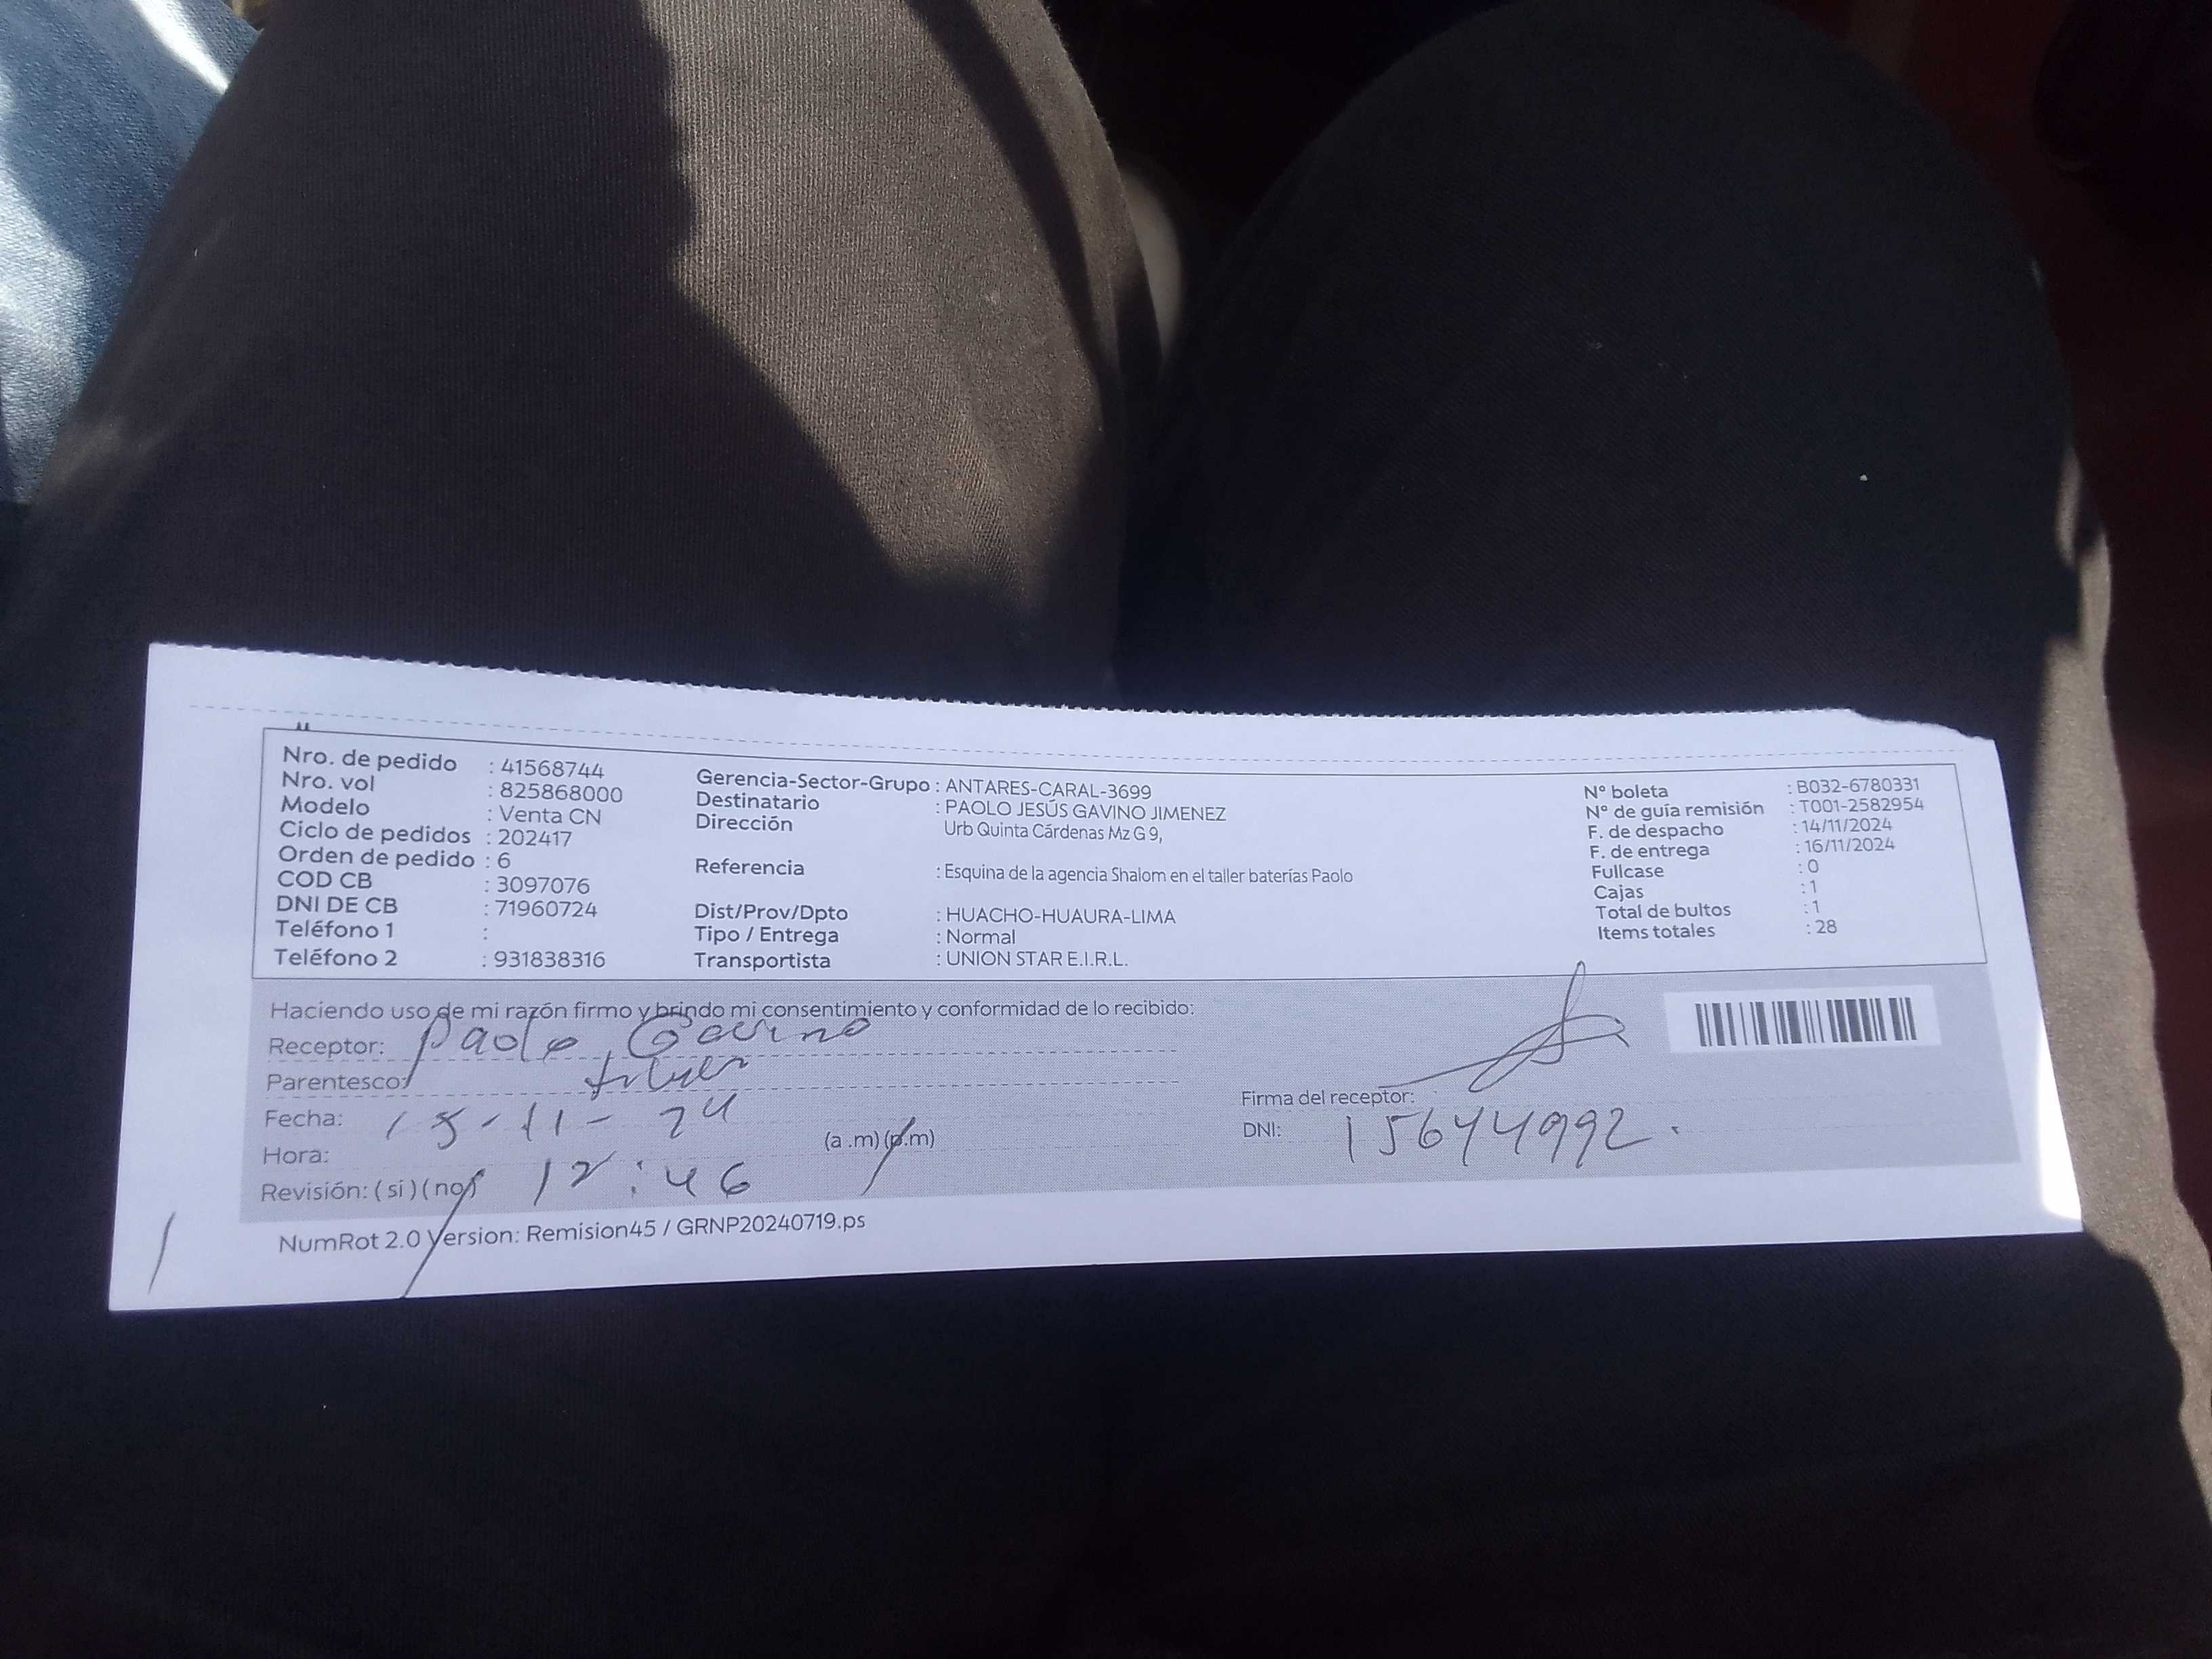 Nro. de pedido : 41568744
Nro. vol : 825868000
Modelo : Venta CN
Ciclo de pedidos : 202417
Orden de pedido : 6
COD CB : 3097076
DNI DE CB : 71960724
Teléfono 1 :
Teléfono 2 : 931838316
Gerencia-Sector-Grupo : ANTARES-CARAL-3699
Destinatario : PAOLO JESÚS GAVINO JIMENEZ
Dirección Urb Quinta Cárdenas Mz G 9,
Referencia : Esquina de la agencia Shalom en el taller baterías Paolo
Dist/Prov/Dpto : HUACHO-HUAURA-LIMA
Tipo / Entrega : Normal
Transportista : UNION STAR E.I.R.L.
N° boleta : B032-6780331
N° de guía remisión : T001-2582954
F. de despacho : 14/11/2024
F. de entrega : 16/11/2024
Fullcase : 0
Cajas : 1
Total de bultos : 1
Items totales : 28
Haciendo uso de mi razón firmo y brindo mi consentimiento y conformidad de lo recibido:
Receptor: Paolo Gavino
Parentesco:
Fecha: 15-11-24
Hora: 12:46 (a .m) (p.m)
Revisión: ( si ) ( no )
Firma del receptor:
DNI: 15644992.
NumRot 2.0 Version: Remision45 / GRNP20240719.ps